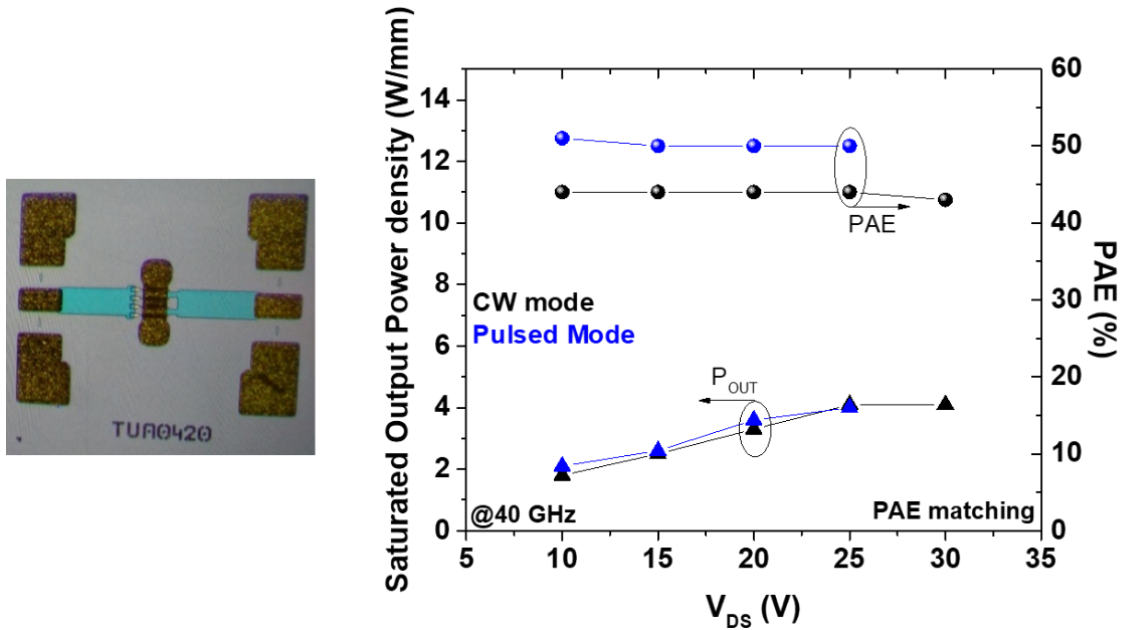 TUA0420
Saturated Output Power density (W/mm)
14
12
10
8
6
4
2
0
60
50
40
30
20
10
0
PAE (%)
PAE
CW mode
Pulsed Mode
P_OUT
@40 GHz
PAE matching
5 10 15 20 25 30 35
V_DS (V)